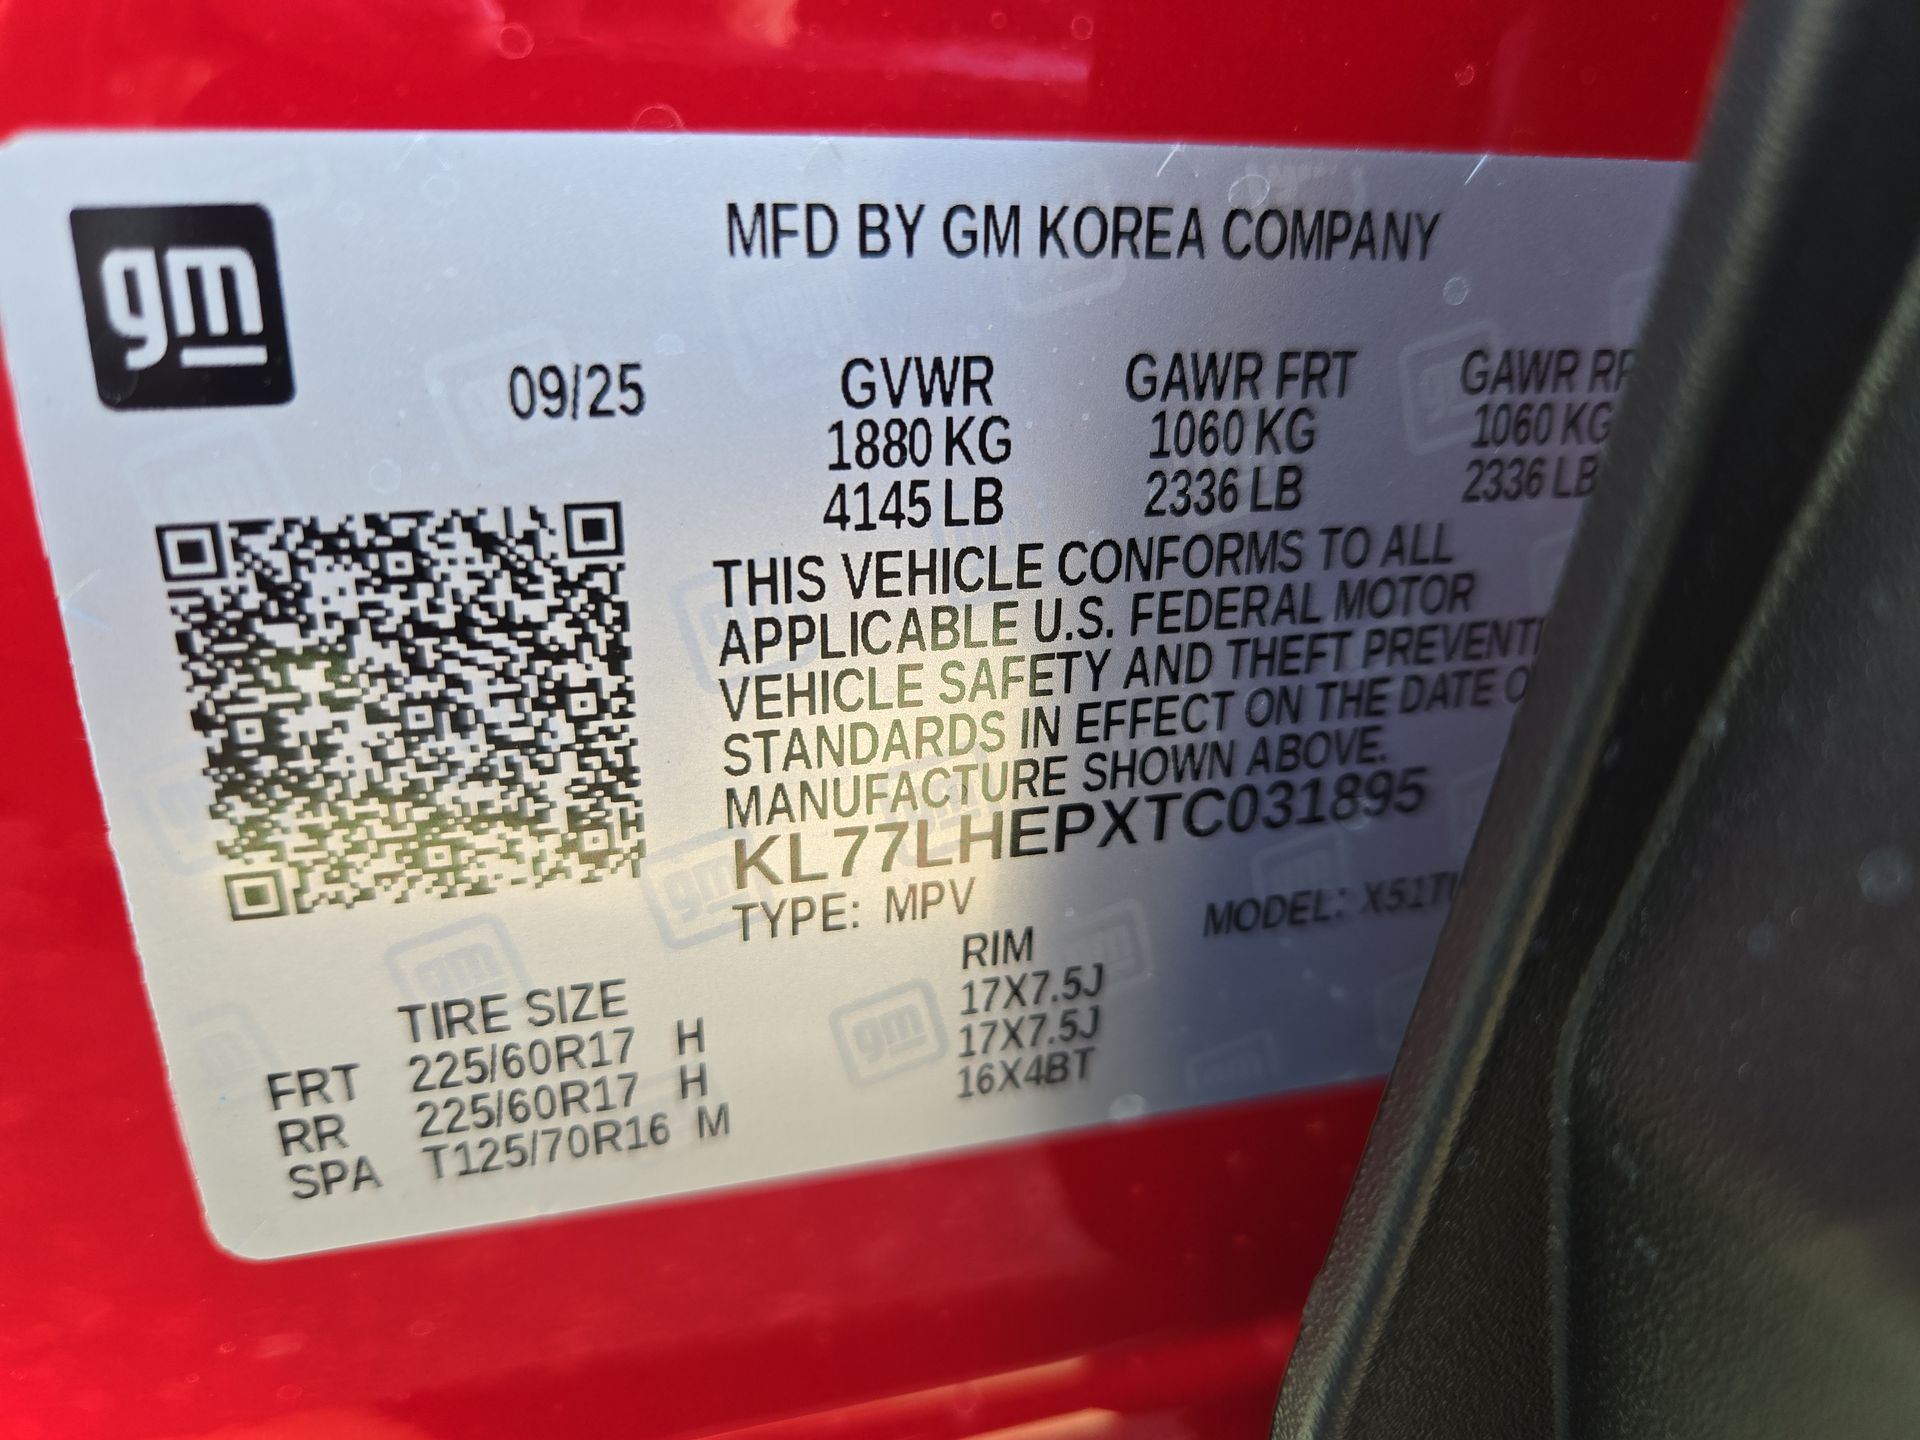 gm
MFD BY GM KOREA COMPANY
09/25 GVWR GAWR FRT GAWR
1880 KG 1060 KG 1060 KG
4145 LB 2336 LB 2336 LB
THIS VEHICLE CONFORMS TO ALL
APPLICABLE U.S. FEDERAL MOTOR
VEHICLE SAFETY AND THEFT
STANDARDS IN EFFECT ON THE DATE
MANUFACTURE SHOWN ABOVE.
KL77LHEPXTC031895
TYPE: MPV MODEL:
TIRE SIZE RIM
FRT 225/60R17 H 17X7.5J
RR 225/60R17 H 17X7.5J
SPA T125/70R16 M 16X4BT